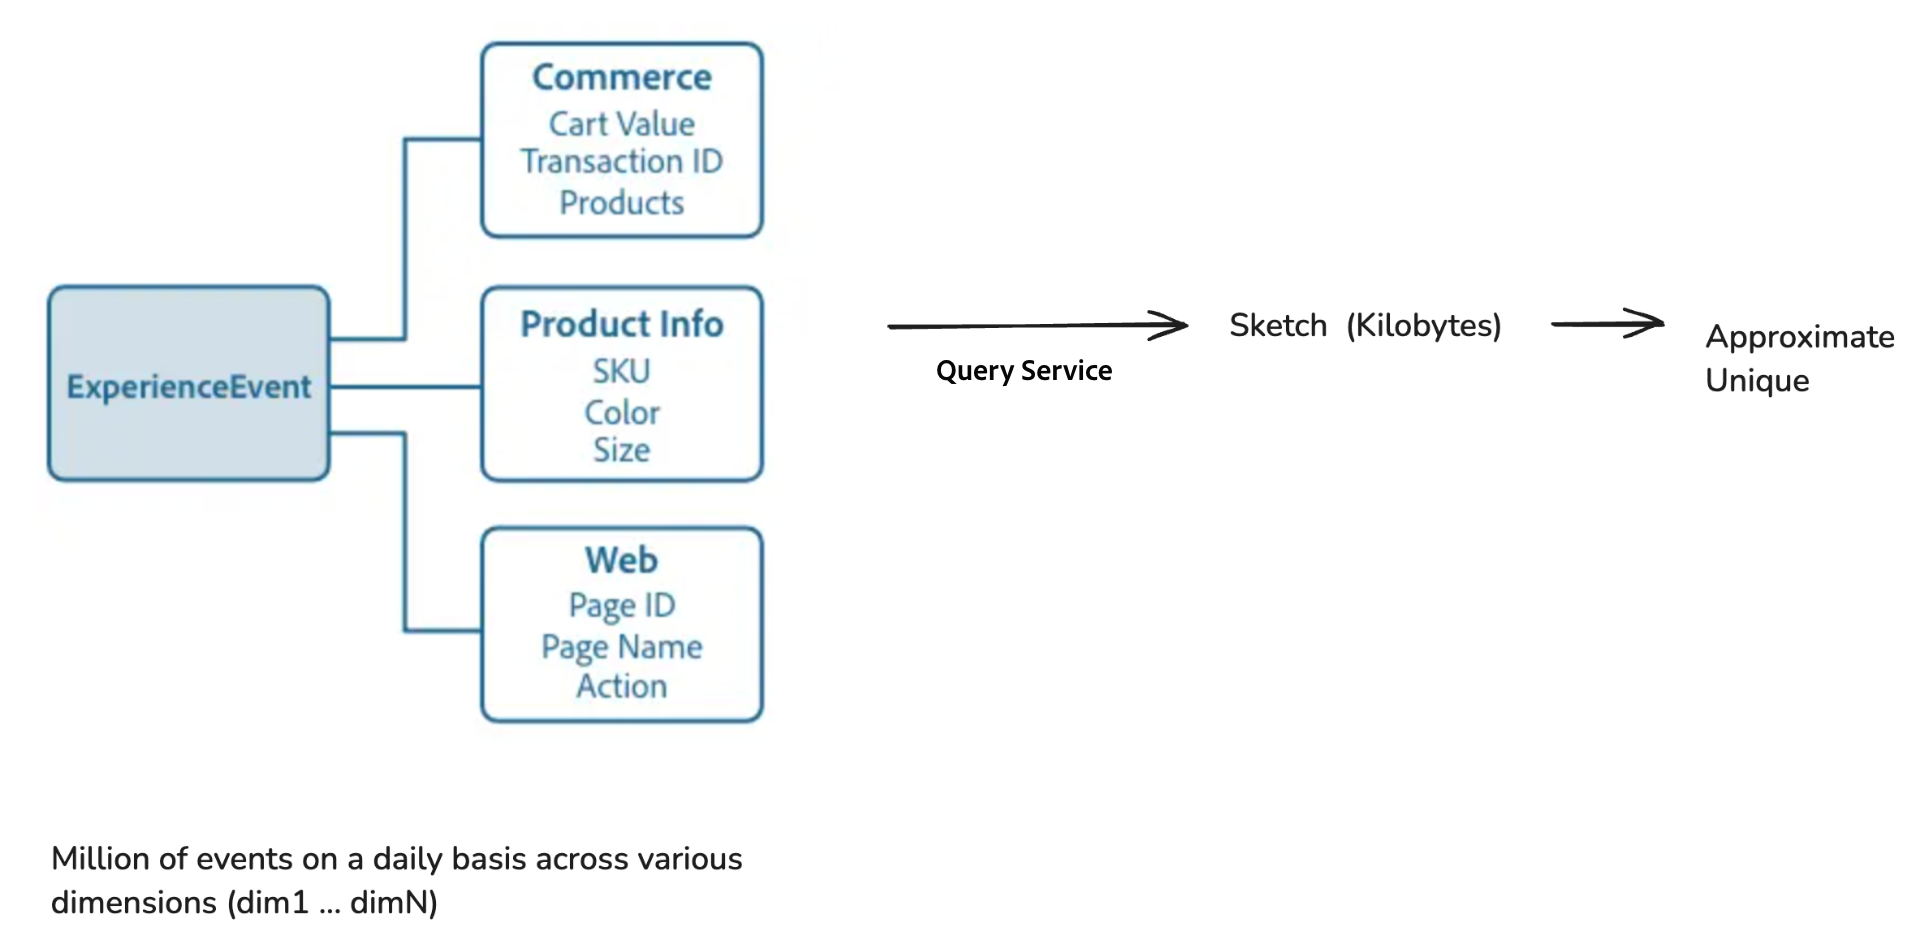 Commerce
Cart Value
Transaction ID
Products
ExperienceEvent
Product Info
SKU
Color
Size
Web
Page ID
Page Name
Action
Query Service
Sketch (Kilobytes)
Approximate
Unique
Million of events on a daily basis across various
dimensions (dim1 ... dimN)